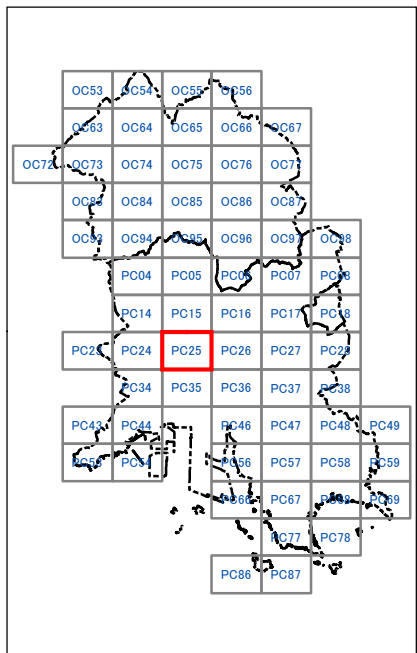 OC53 OC54 OC55 OC56
OC63 OC64 OC65 OC66 OC67
OC72 OC73 OC74 OC75 OC76 OC77
OC83 OC84 OC85 OC86 OC87
OC93 OC94 OC95 OC96 OC97 OC98
PC04 PC05 PC06 PC07 PC08
PC14 PC15 PC16 PC17 PC18
PC23 PC24 PC25 PC26 PC27 PC28
PC34 PC35 PC36 PC37 PC38
PC43 PC44 PC46 PC47 PC48 PC49
PC53 PC54 PC56 PC57 PC58 PC59
PC66 PC67 PC68 PC69
PC77 PC78
PC86 PC87